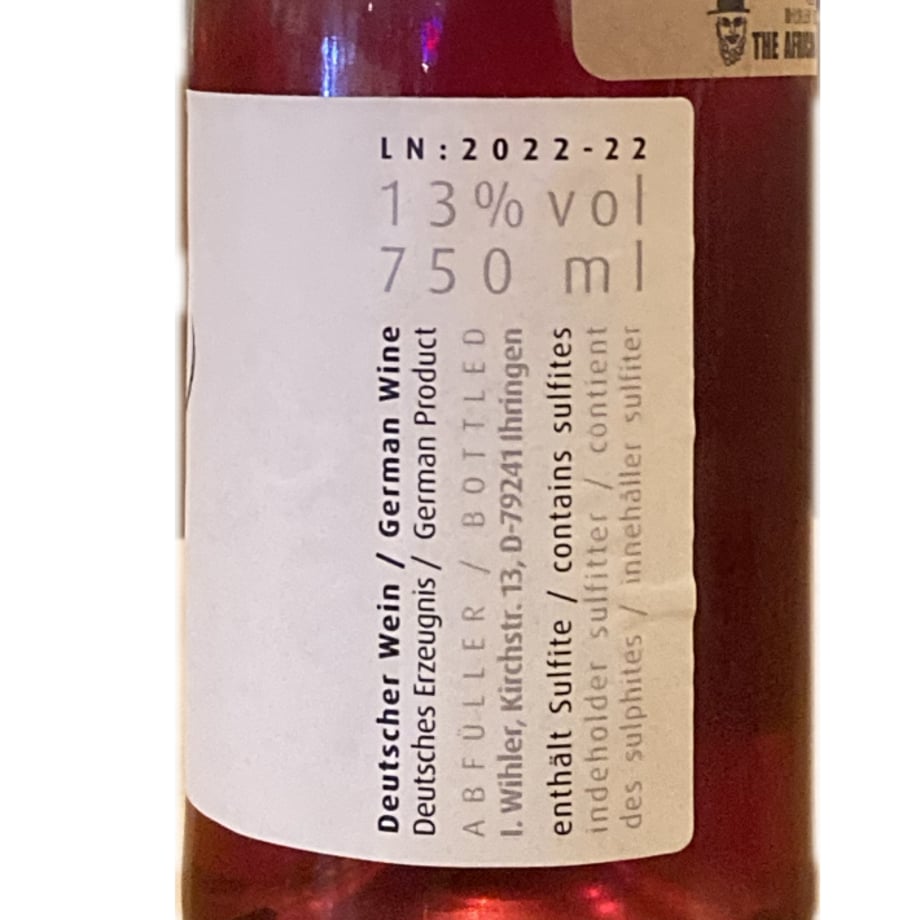 THE
LN:2022-22
13% vol
750 ml
Deutscher Wein / German Wine
Deutsches Erzeugnis / German Product
ABFÜLLER / BOTTLED
I. Wihler, Kirchstr. 13, D-79241 Ihringen
enthält Sulfite / contains sulfites
indeholder sulfitter / contient
des sulphites / innehåller sulfiter